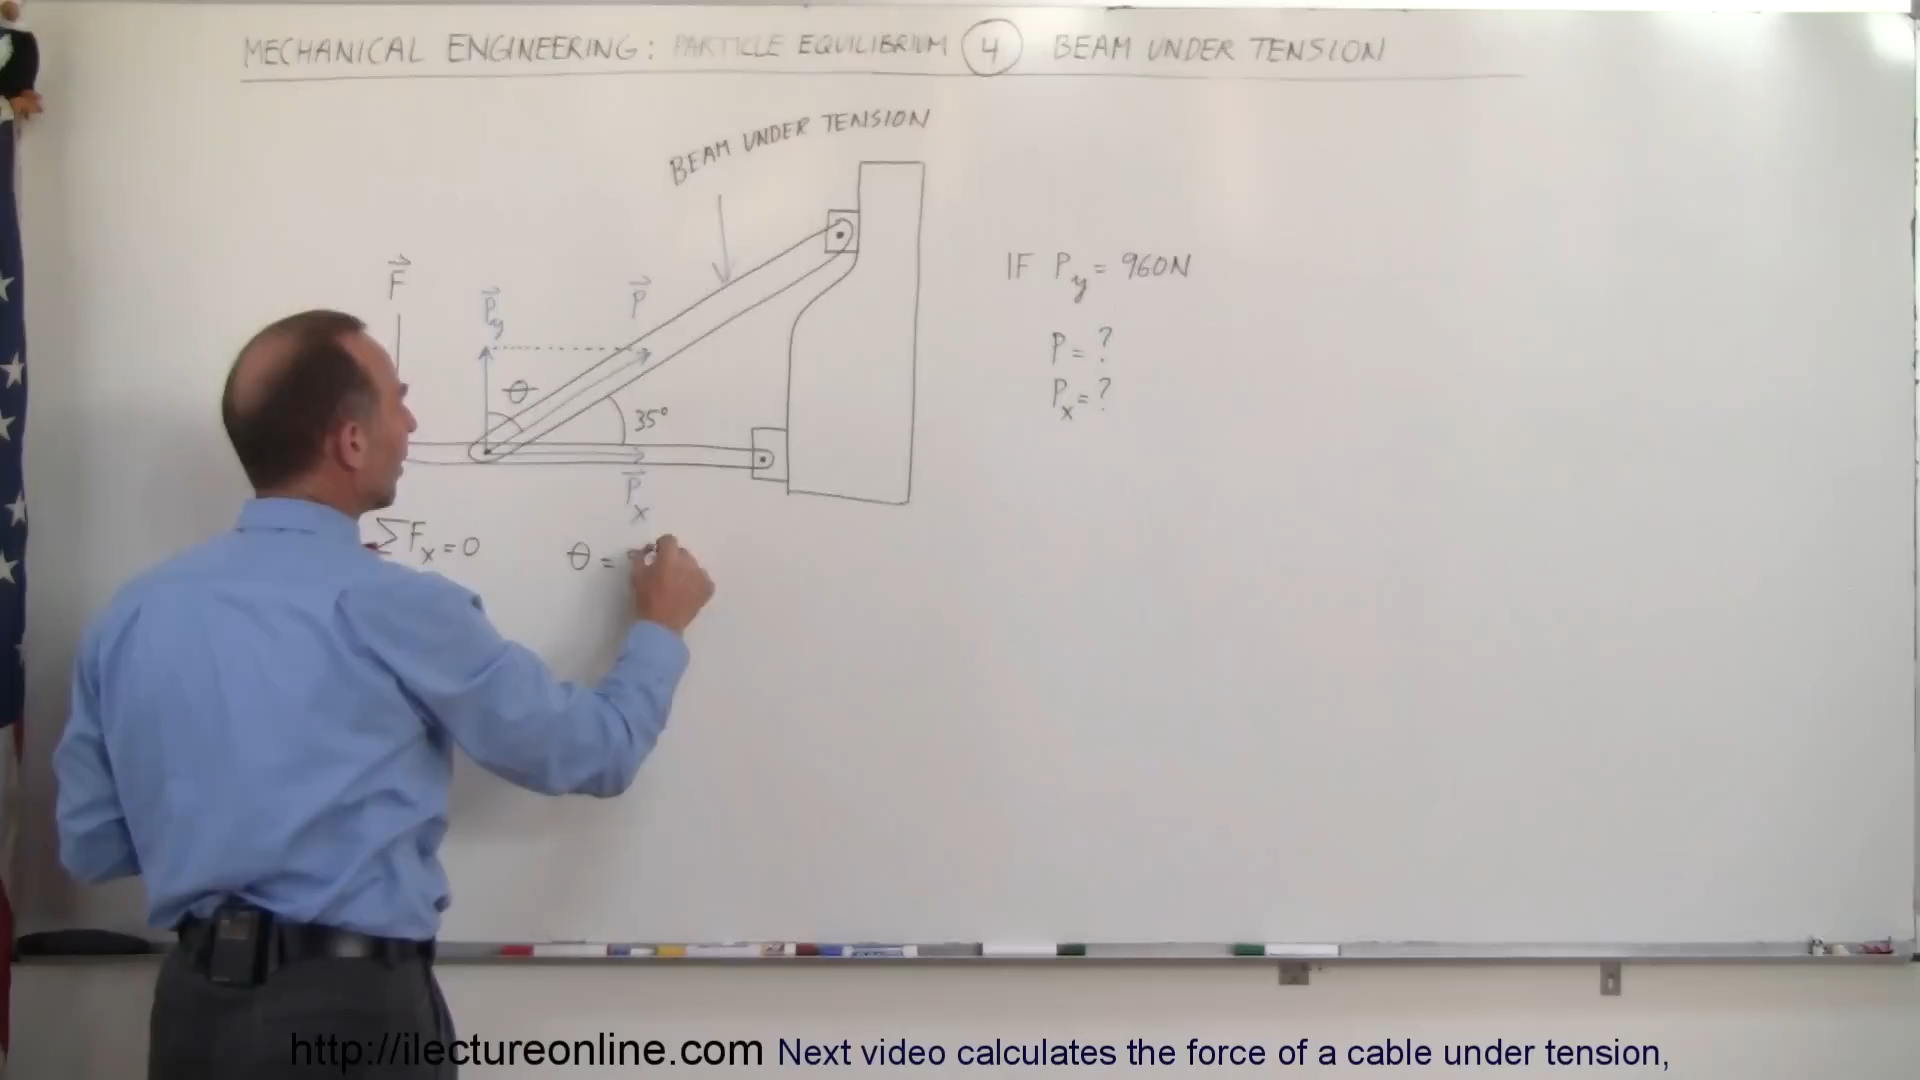 MECHANICAL ENGINEERING: PARTICLE EQUILIBRIUM 4 BEAM UNDER TENSION
BEAM UNDER TENSION
F
Py
P
θ
35°
Px
IF Py = 960N
P = ?
Px = ?
ΣFx = 0
θ =
http://ilectureonline.com Next video calculates the force of a cable under tension,